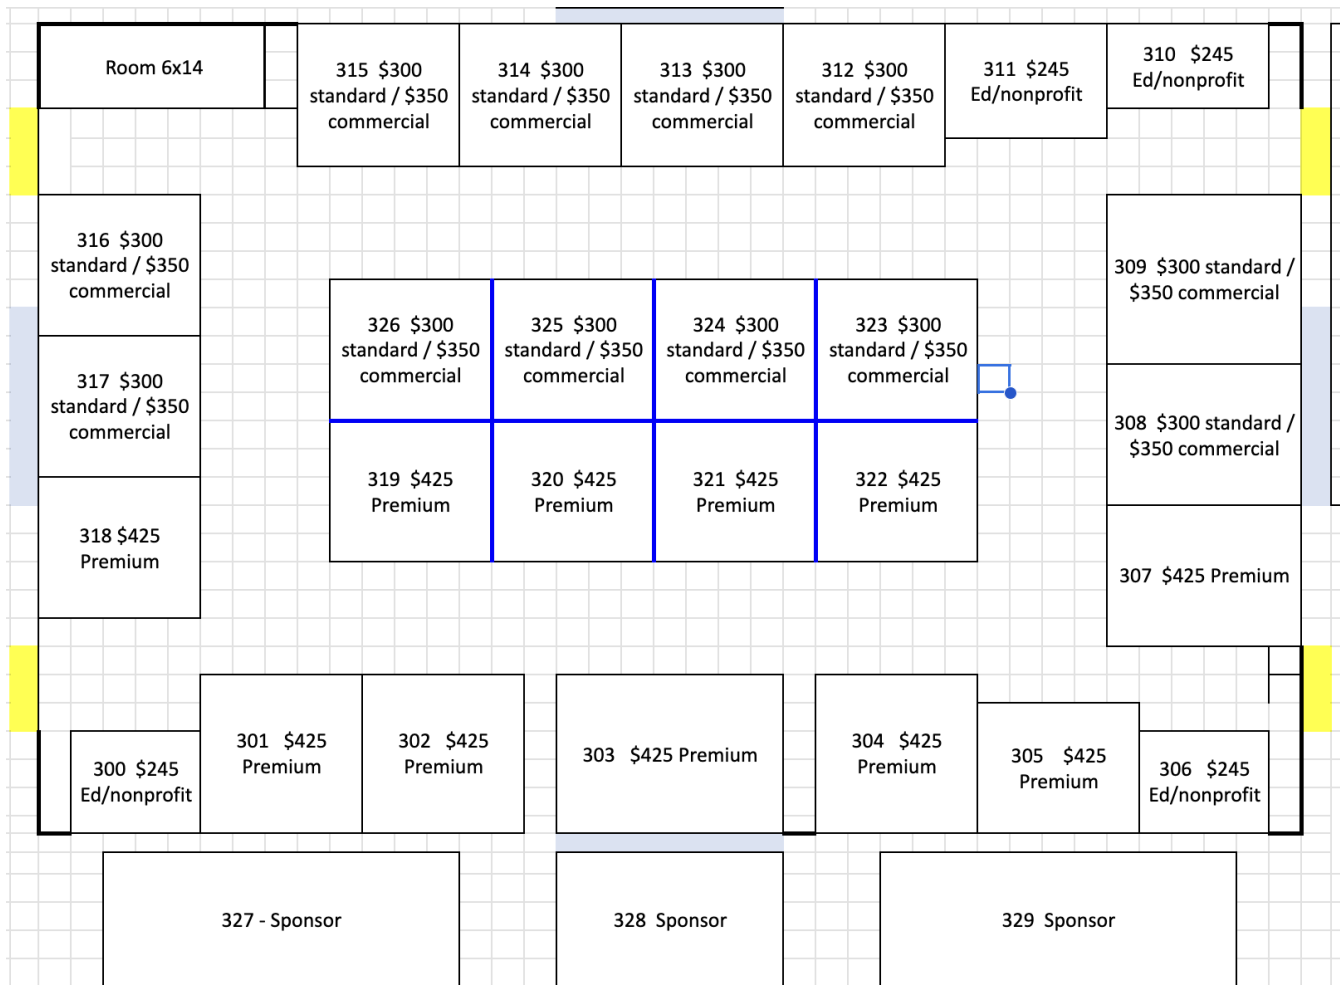 Room 6x14
315 $300
standard / $350
commercial
314 $300
standard / $350
commercial
313 $300
standard / $350
commercial
312 $300
standard / $350
commercial
311 $245
Ed/nonprofit
310 $245
Ed/nonprofit
316 $300
standard / $350
commercial
309 $300 standard /
$350 commercial
326 $300
standard / $350
commercial
325 $300
standard / $350
commercial
324 $300
standard / $350
commercial
323 $300
standard / $350
commercial
317 $300
standard / $350
commercial
308 $300 standard /
$350 commercial
319 $425
Premium
320 $425
Premium
321 $425
Premium
322 $425
Premium
318 $425
Premium
307 $425 Premium
300 $245
Ed/nonprofit
301 $425
Premium
302 $425
Premium
303 $425 Premium
304 $425
Premium
305 $425
Premium
306 $245
Ed/nonprofit
327 - Sponsor
328 Sponsor
329 Sponsor